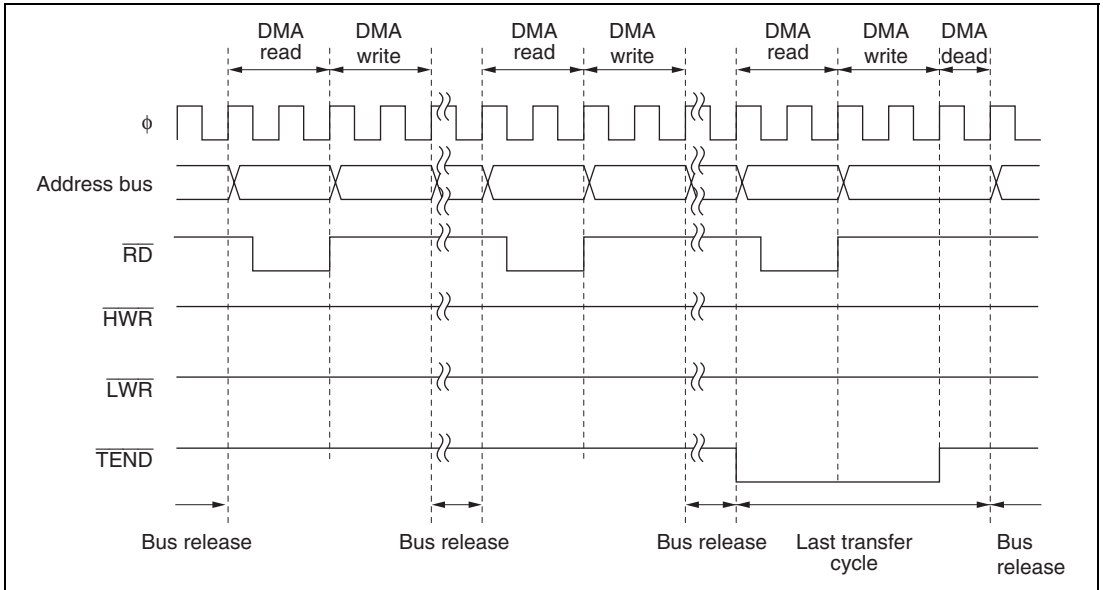 DMA read
DMA write
DMA read
DMA write
DMA read
DMA write
DMA dead
ϕ
Address bus
RD
HWR
LWR
TEND
Bus release
Bus release
Bus release
Last transfer cycle
Bus release